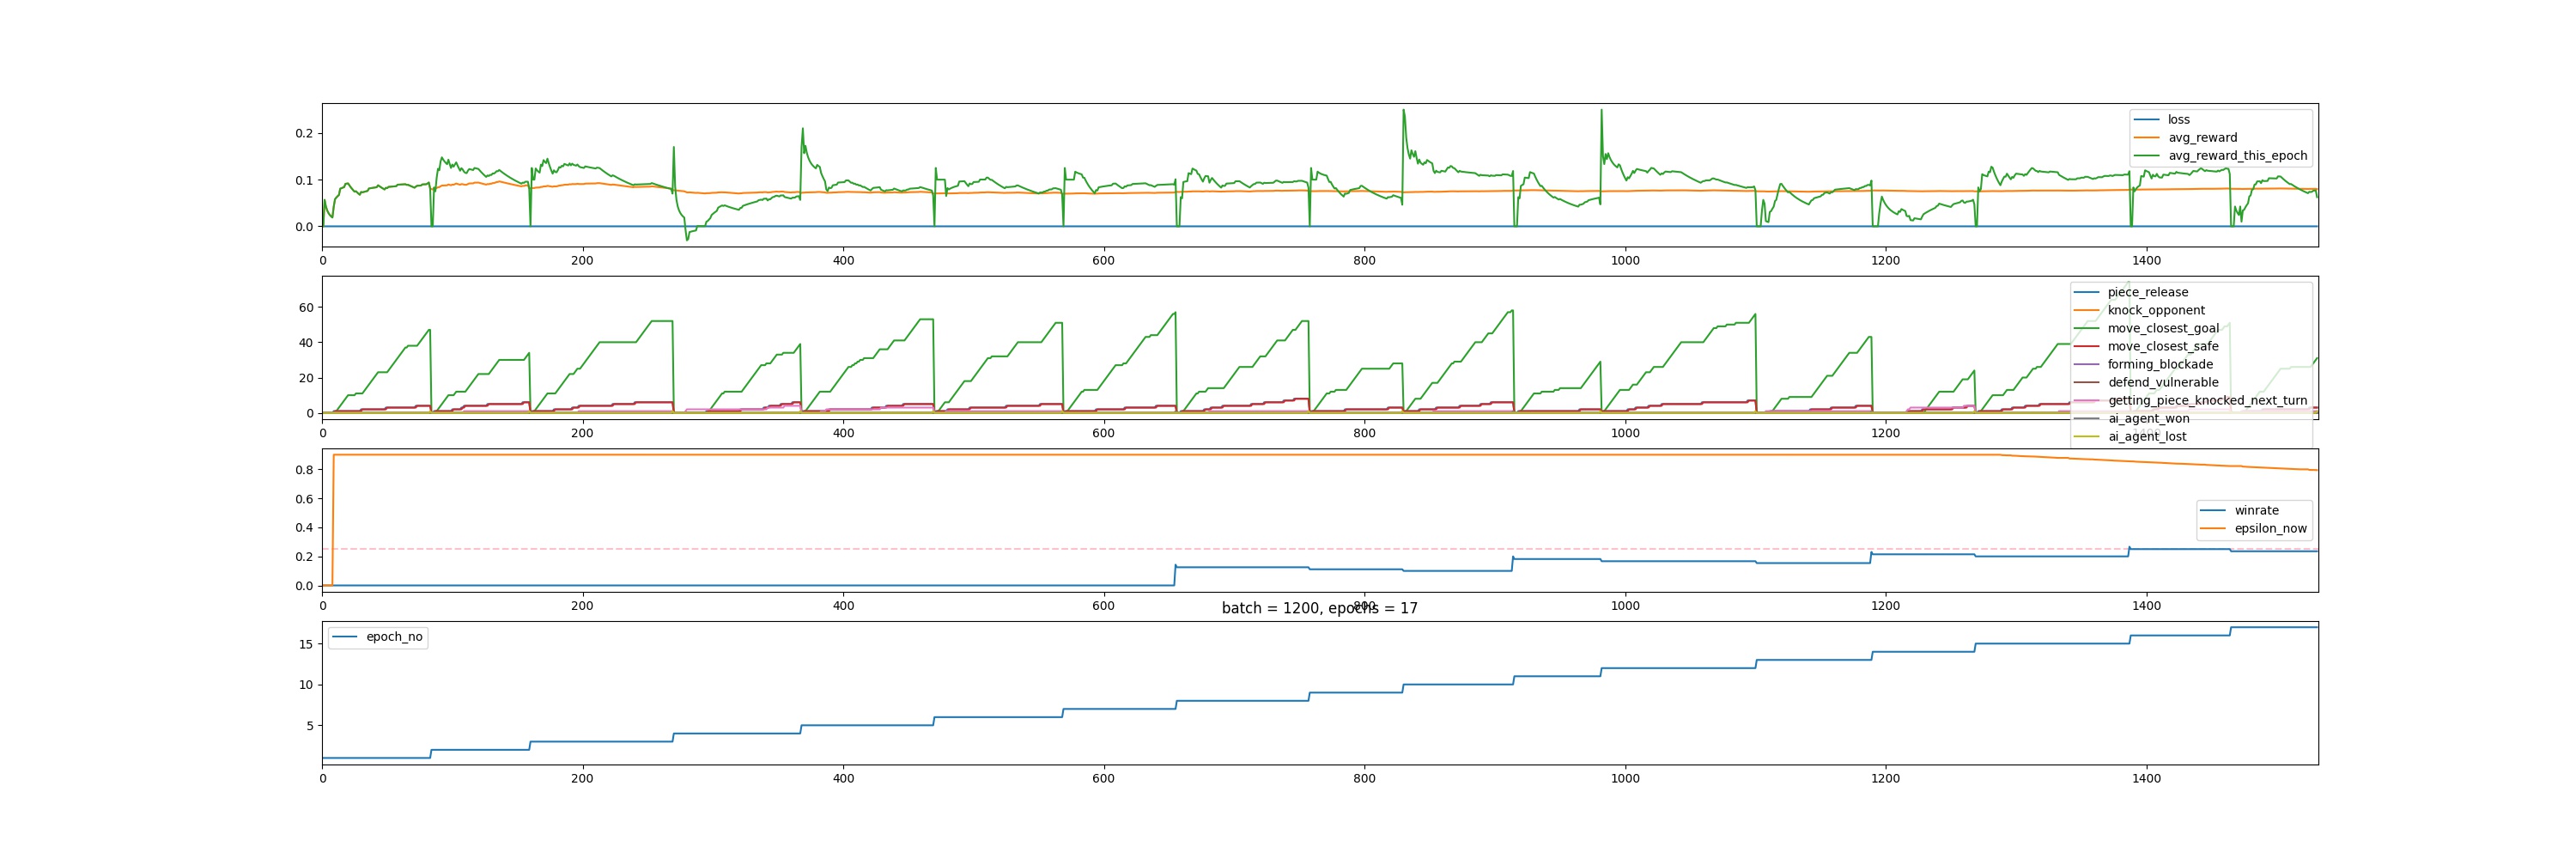 0.2
0.1
0.0
loss
avg_reward
avg_reward_this_epoch
0 200 400 600 800 1000 1200 1400
60
40
20
0
piece_release
knock_opponent
move_closest_goal
move_closest_safe
forming_blockade
defend_vulnerable
getting_piece_knocked_next_turn
ai_agent_won
ai_agent_lost
0 200 400 600 800 1000 1200 1400
0.8
0.6
0.4
0.2
0.0
winrate
epsilon_now
0 200 400 600 800 1000 1200 1400
batch = 1200, epochs = 17
epoch_no
15
10
5
0 200 400 600 800 1000 1200 1400